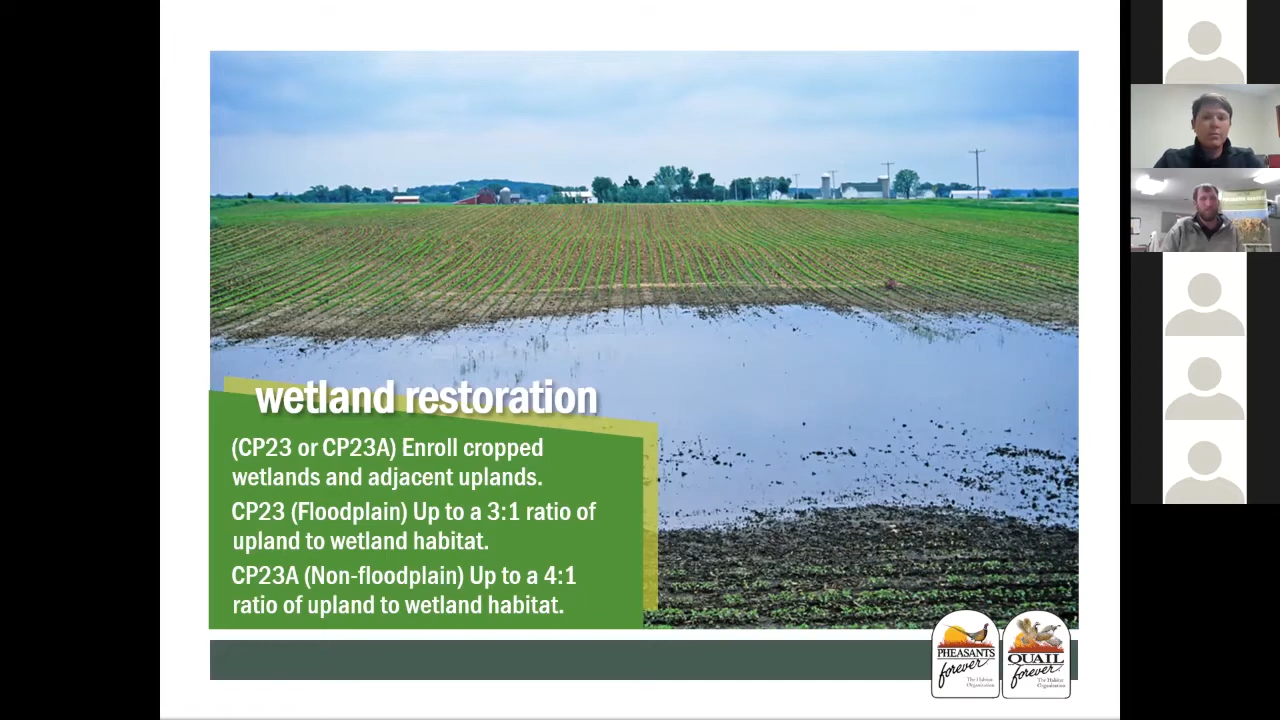 wetland restoration
(CP23 or CP23A) Enroll cropped
wetlands and adjacent uplands.
CP23 (Floodplain) Up to a 3:1 ratio of
upland to wetland habitat.
CP23A (Non-floodplain) Up to a 4:1
ratio of upland to wetland habitat.
PHEASANTS
forever
The Habitat
Organization
QUAIL
forever
The Habitat
Organization